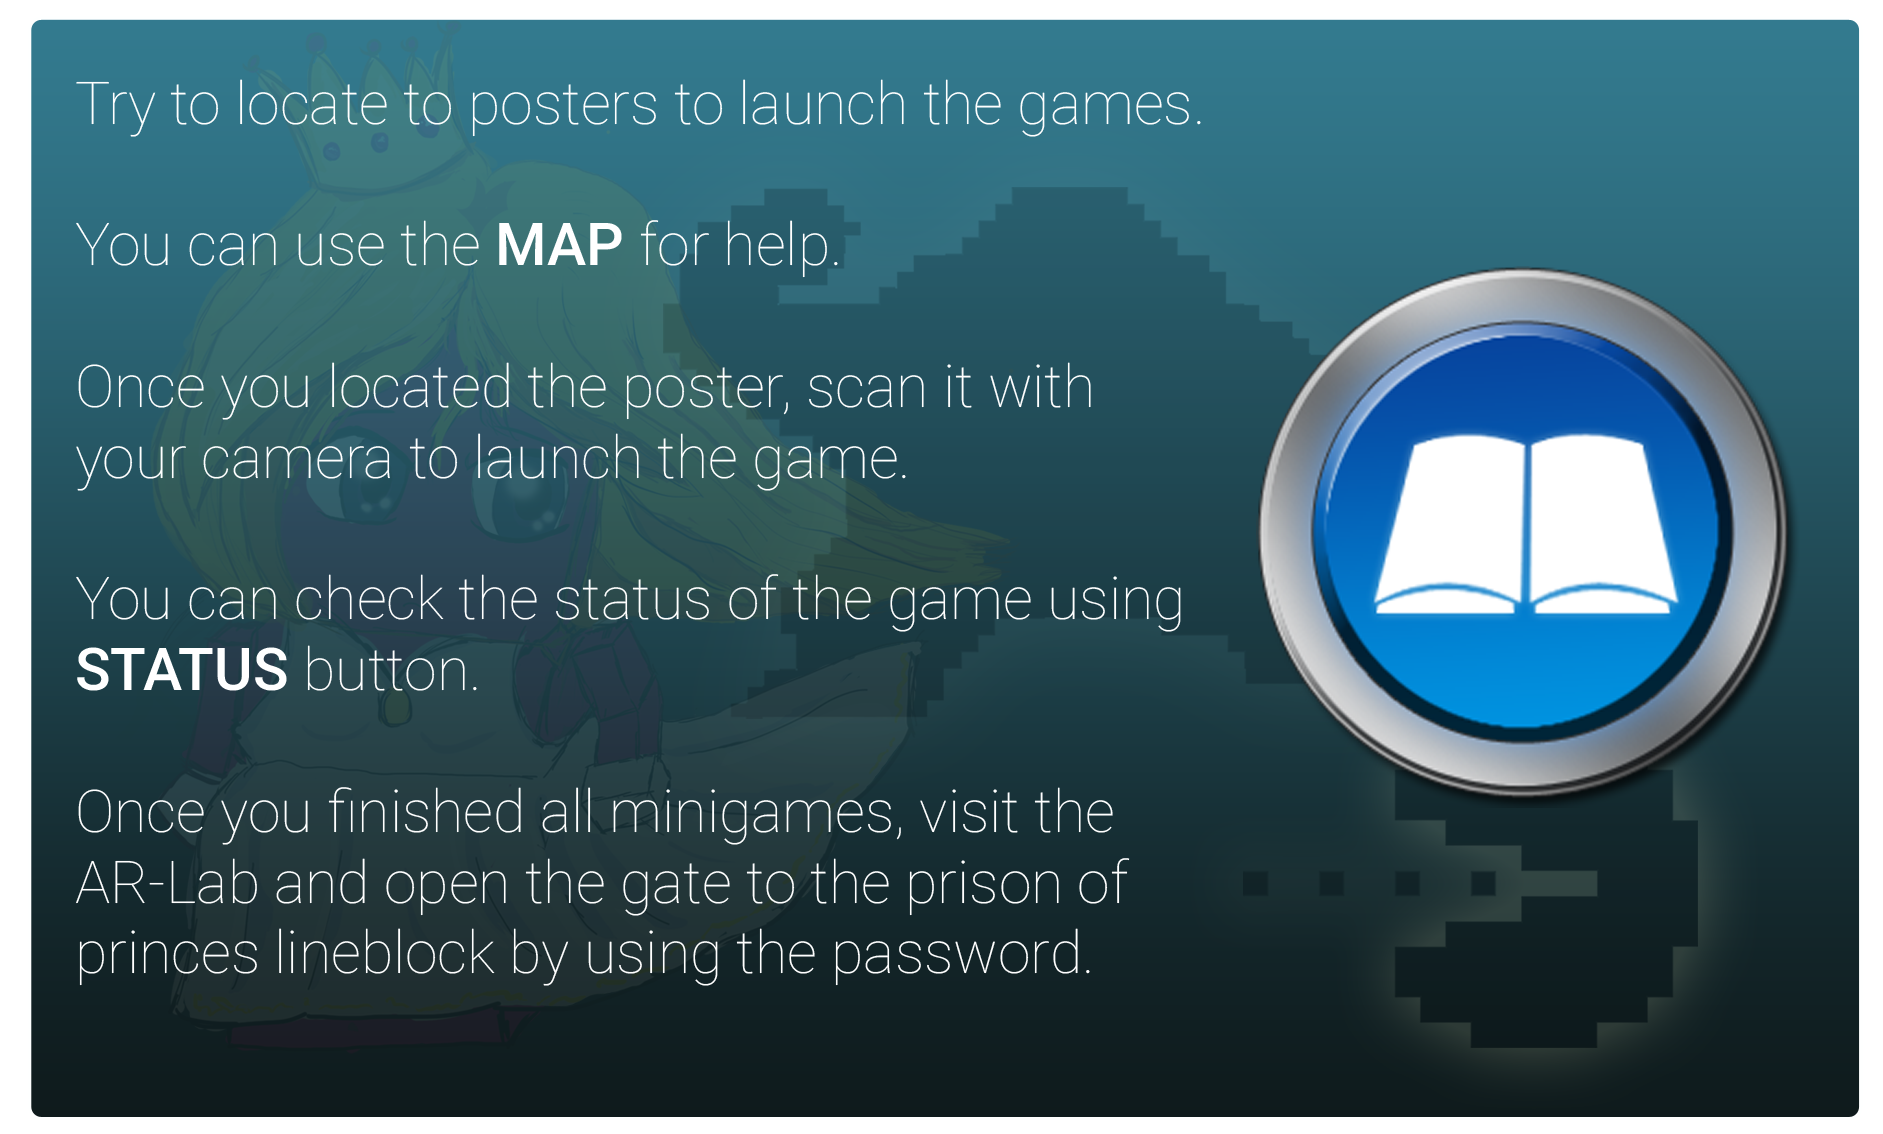 Try to locate to posters to launch the games.
You can use the MAP for help.
Once you located the poster, scan it with
your camera to launch the game.
You can check the status of the game using
STATUS button.
Once you finished all minigames, visit the
AR-Lab and open the gate to the prison of
princes lineblock by using the password.